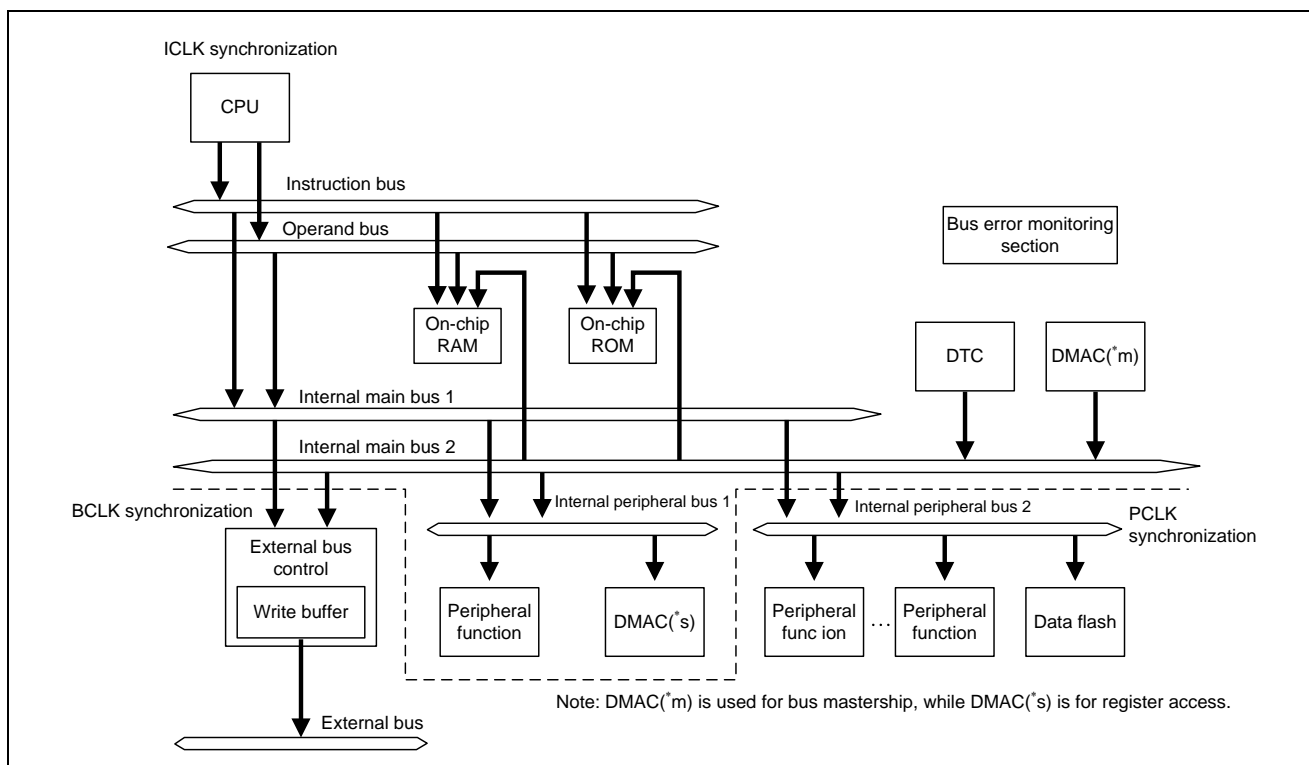 ICLK synchronization
CPU
Instruction bus
Operand bus
Bus error monitoring
section
On-chip
RAM
On-chip
ROM
DTC
DMAC(*m)
Internal main bus 1
Internal main bus 2
BCLK synchronization
Internal peripheral bus 1
Internal peripheral bus 2
PCLK
synchronization
External bus
control
Write buffer
Peripheral
function
DMAC(*s)
Peripheral
func ion
...
Peripheral
function
Data flash
Note: DMAC(*m) is used for bus mastership, while DMAC(*s) is for register access.
External bus